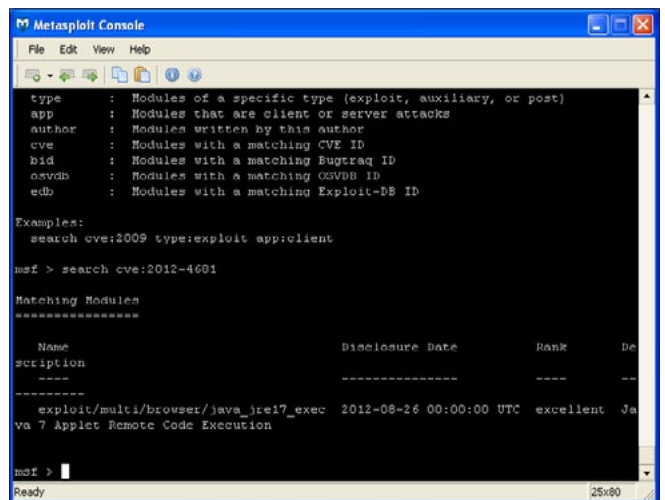 Metasploit Console
File Edit View Help
type : Modules of a specific type (exploit, auxiliary, or post)
app : Modules that are client or server attacks
author : Modules written by this author
cve : Modules with a matching CVE ID
bid : Modules with a matching Bugtraq ID
osvdb : Modules with a matching OSVDB ID
edb : Modules with a matching Exploit-DB ID
Examples:
search cve:2009 type:exploit app:client
msf > search cve:2012-4681
Matching Modules
================
Name Disclosure Date Rank De
scription
---- --------------- ---- --
---------
exploit/multi/browser/java_jre17_exec 2012-08-26 00:00:00 UTC excellent Ja
va 7 Applet Remote Code Execution
msf >
Ready 25x80